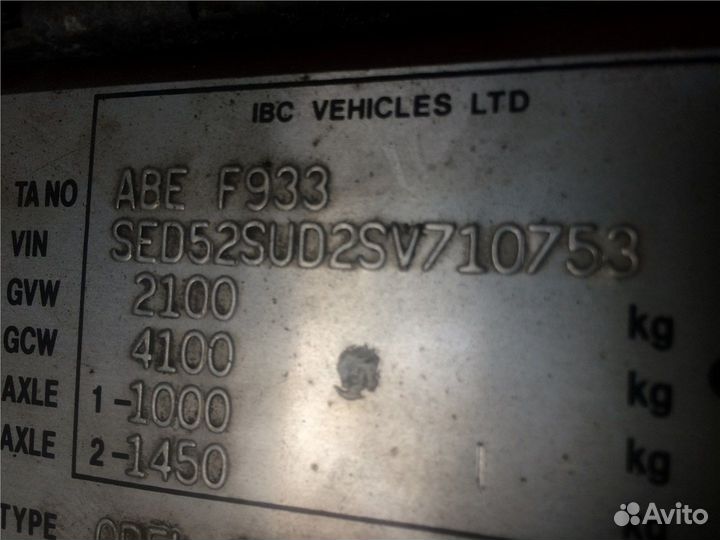 IBC VEHICLES LTD
TA NO ABE F933
VIN SED52SUD2SV710753
GVW 2100 kg
GCW 4100 kg
AXLE 1-1000 kg
AXLE 2-1450 kg
TYPE
Avito